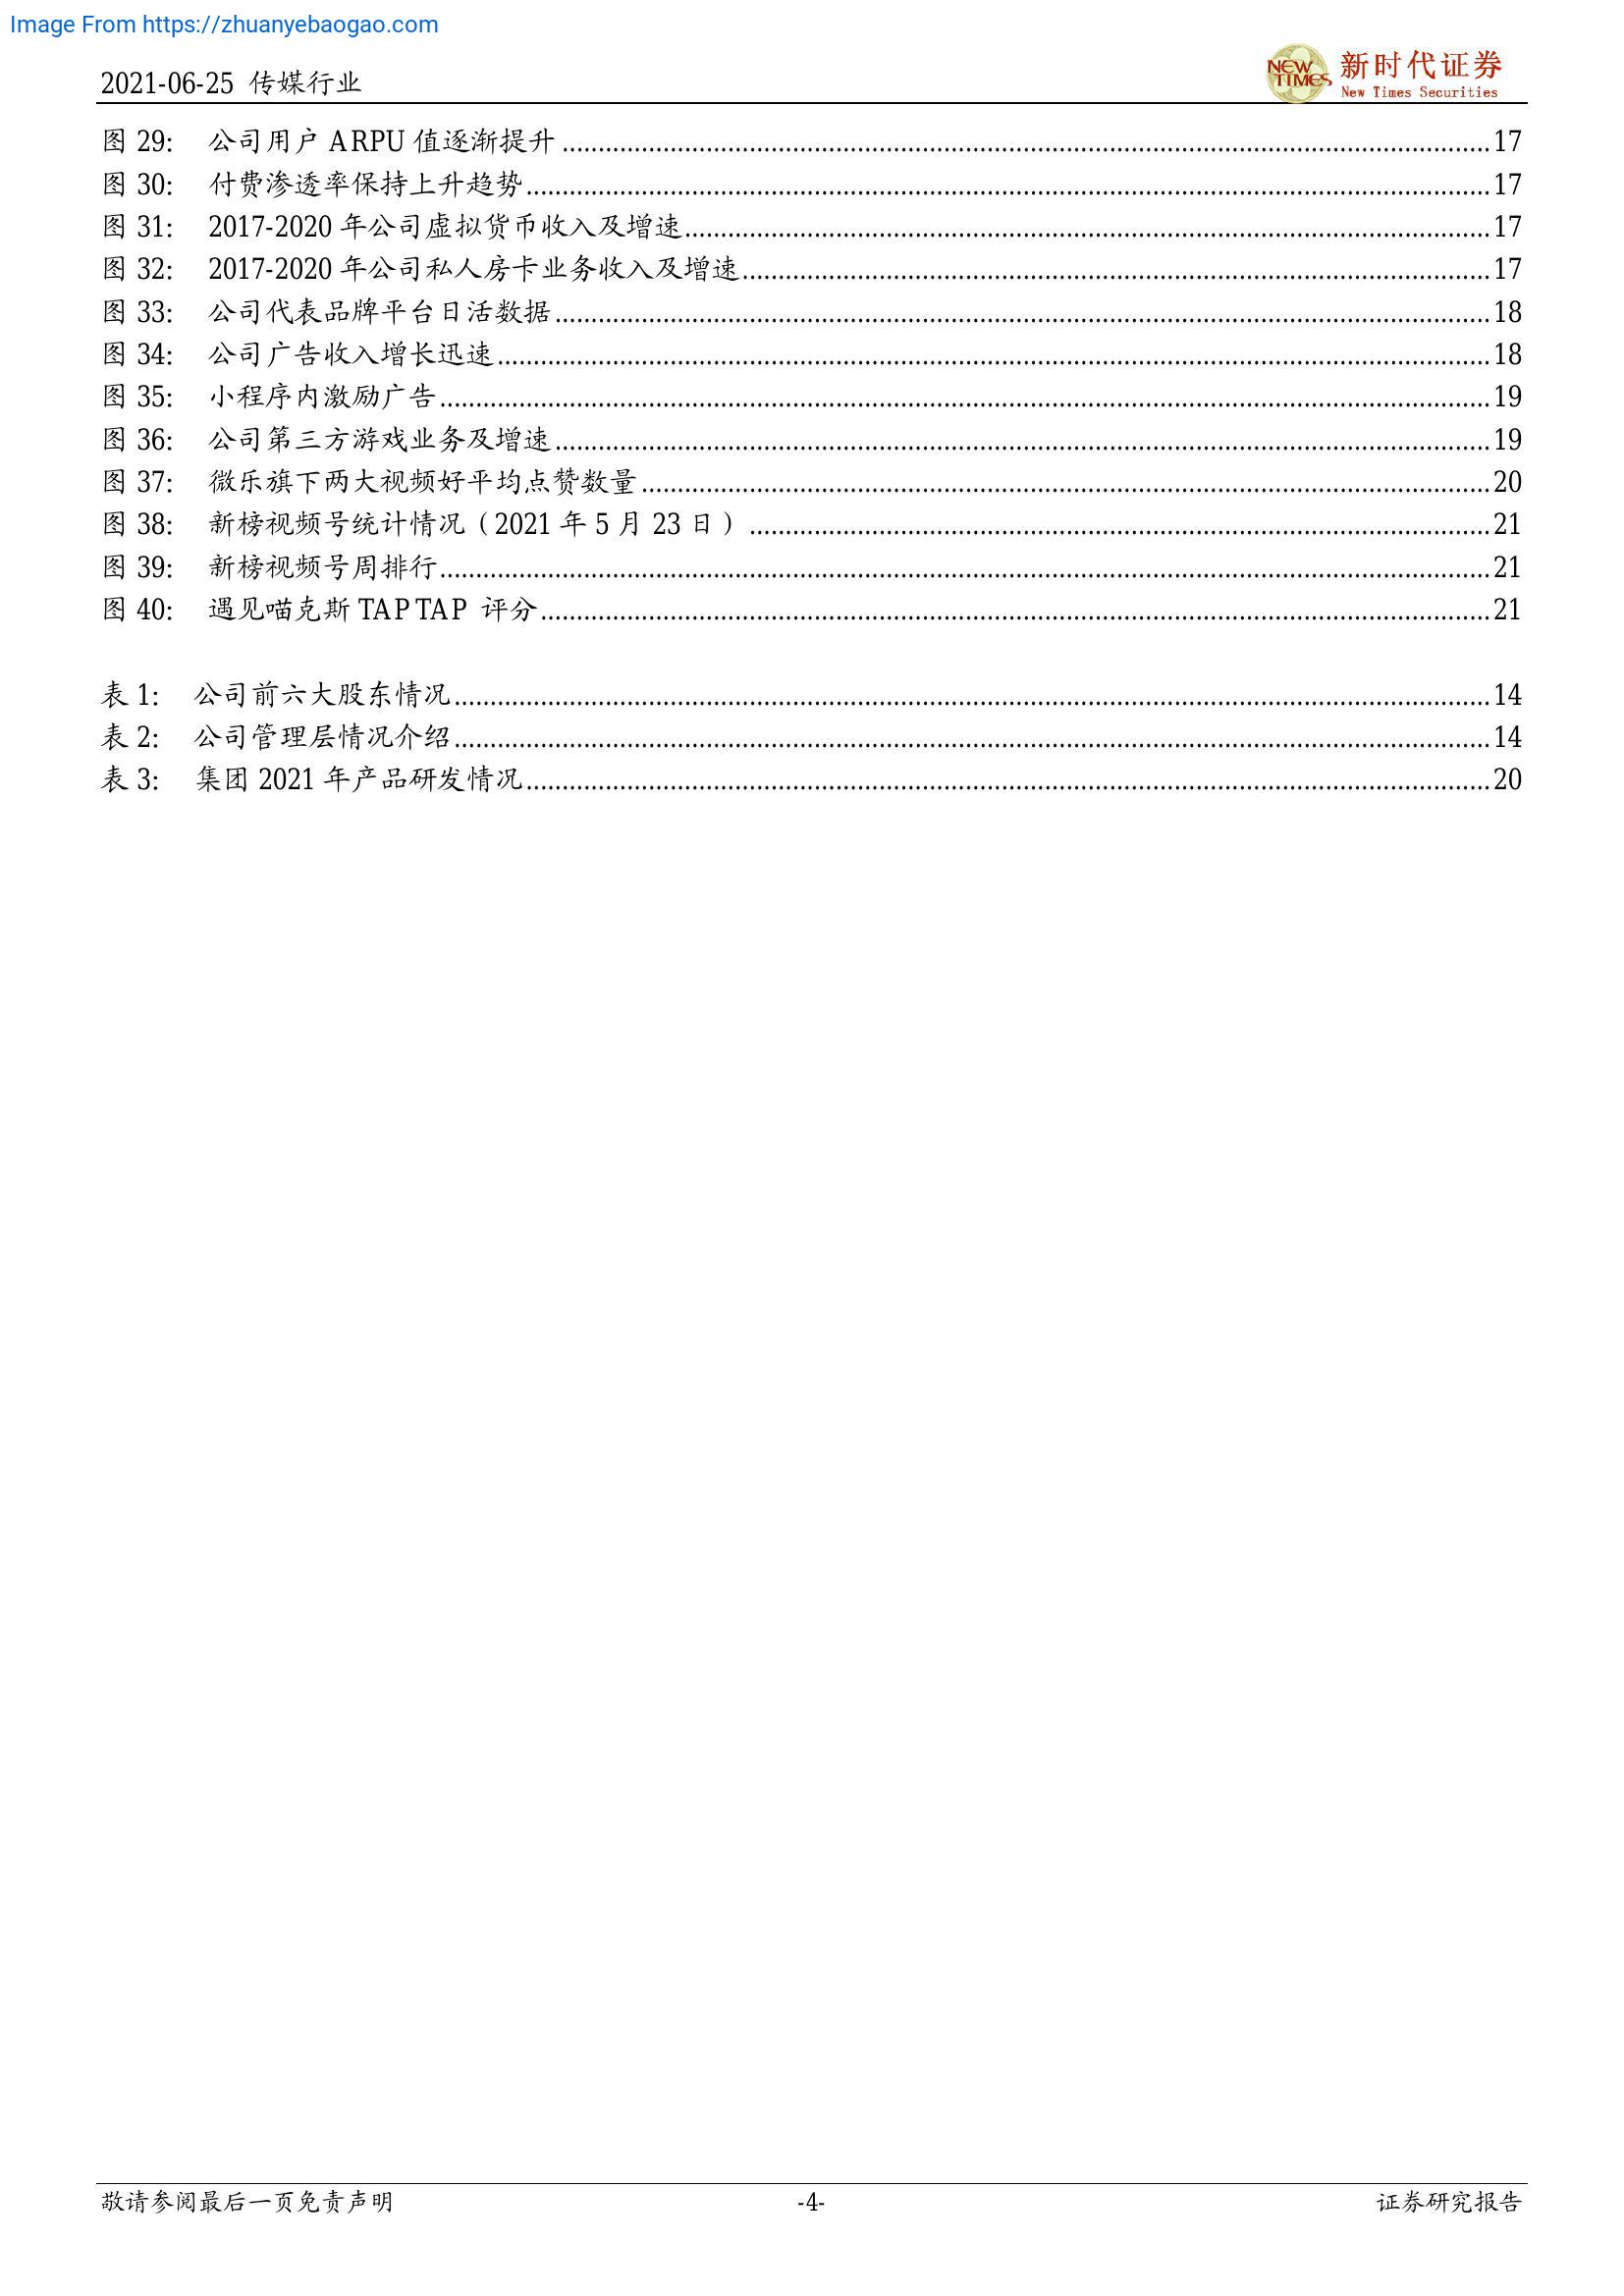 Image From https://zhuanyebaogao.com
2021-06-25 传媒行业
NEW TIMES
新时代证券
New Times Securities
图 29: 公司用户 ARPU 值逐渐提升 ........ 17
图 30: 付费渗透率保持上升趋势 ........ 17
图 31: 2017-2020 年公司虚拟货币收入及增速 ........ 17
图 32: 2017-2020 年公司私人房卡业务收入及增速 ........ 17
图 33: 公司代表品牌平台日活数据 ........ 18
图 34: 公司广告收入增长迅速 ........ 18
图 35: 小程序内激励广告 ........ 19
图 36: 公司第三方游戏业务及增速 ........ 19
图 37: 微乐旗下两大视频好平均点赞数量 ........ 20
图 38: 新榜视频号统计情况（2021 年 5 月 23 日） ........ 21
图 39: 新榜视频号周排行 ........ 21
图 40: 遇见喵克斯 TAPTAP 评分 ........ 21
表 1: 公司前六大股东情况 ........ 14
表 2: 公司管理层情况介绍 ........ 14
表 3: 集团 2021 年产品研发情况 ........ 20
敬请参阅最后一页免责声明 -4- 证券研究报告